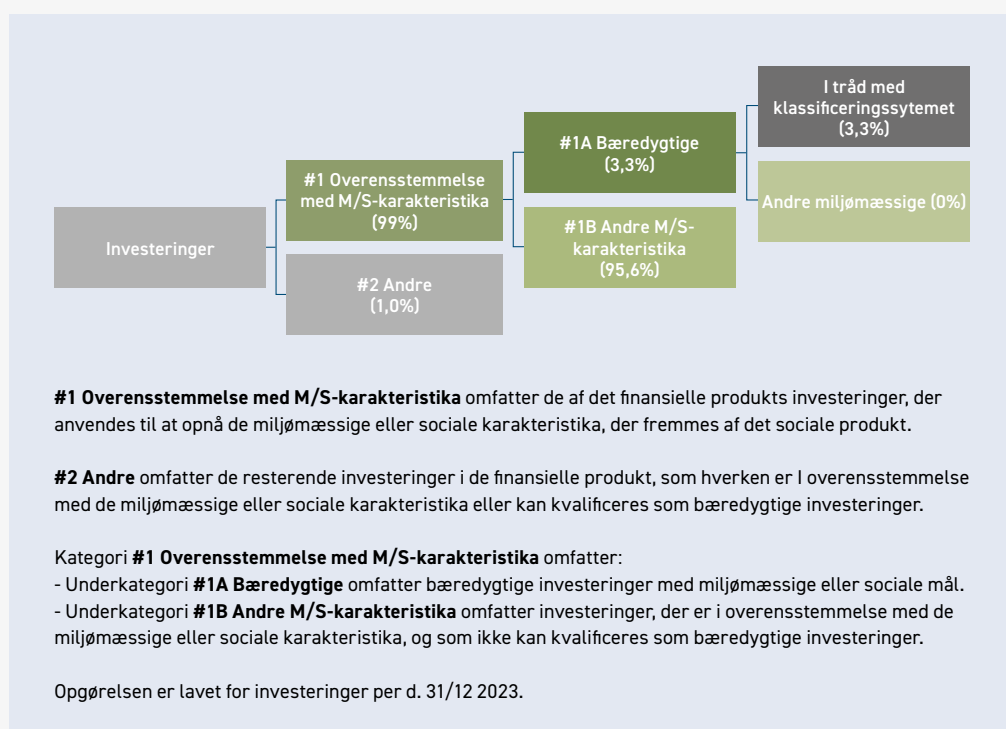 I tråd med
klassificeringssytemet
(3,3%)
#1A Bæredygtige
(3,3%)
#1 Overensstemmelse
med M/S-karakteristika
(99%)
Andre miljømæssige (0%)
Investeringer
#1B Andre M/S-
karakteristika
(95,6%)
#2 Andre
(1,0%)
#1 Overensstemmelse med M/S-karakteristika omfatter de af det finansielle produkts investeringer, der
anvendes til at opnå de miljømæssige eller sociale karakteristika, der fremmes af det sociale produkt.
#2 Andre omfatter de resterende investeringer i de finansielle produkt, som hverken er I overensstemmelse
med de miljømæssige eller sociale karakteristika eller kan kvalificeres som bæredygtige investeringer.
Kategori #1 Overensstemmelse med M/S-karakteristika omfatter:
- Underkategori #1A Bæredygtige omfatter bæredygtige investeringer med miljømæssige eller sociale mål.
- Underkategori #1B Andre M/S-karakteristika omfatter investeringer, der er i overensstemmelse med de
miljømæssige eller sociale karakteristika, og som ikke kan kvalificeres som bæredygtige investeringer.
Opgørelsen er lavet for investeringer per d. 31/12 2023.